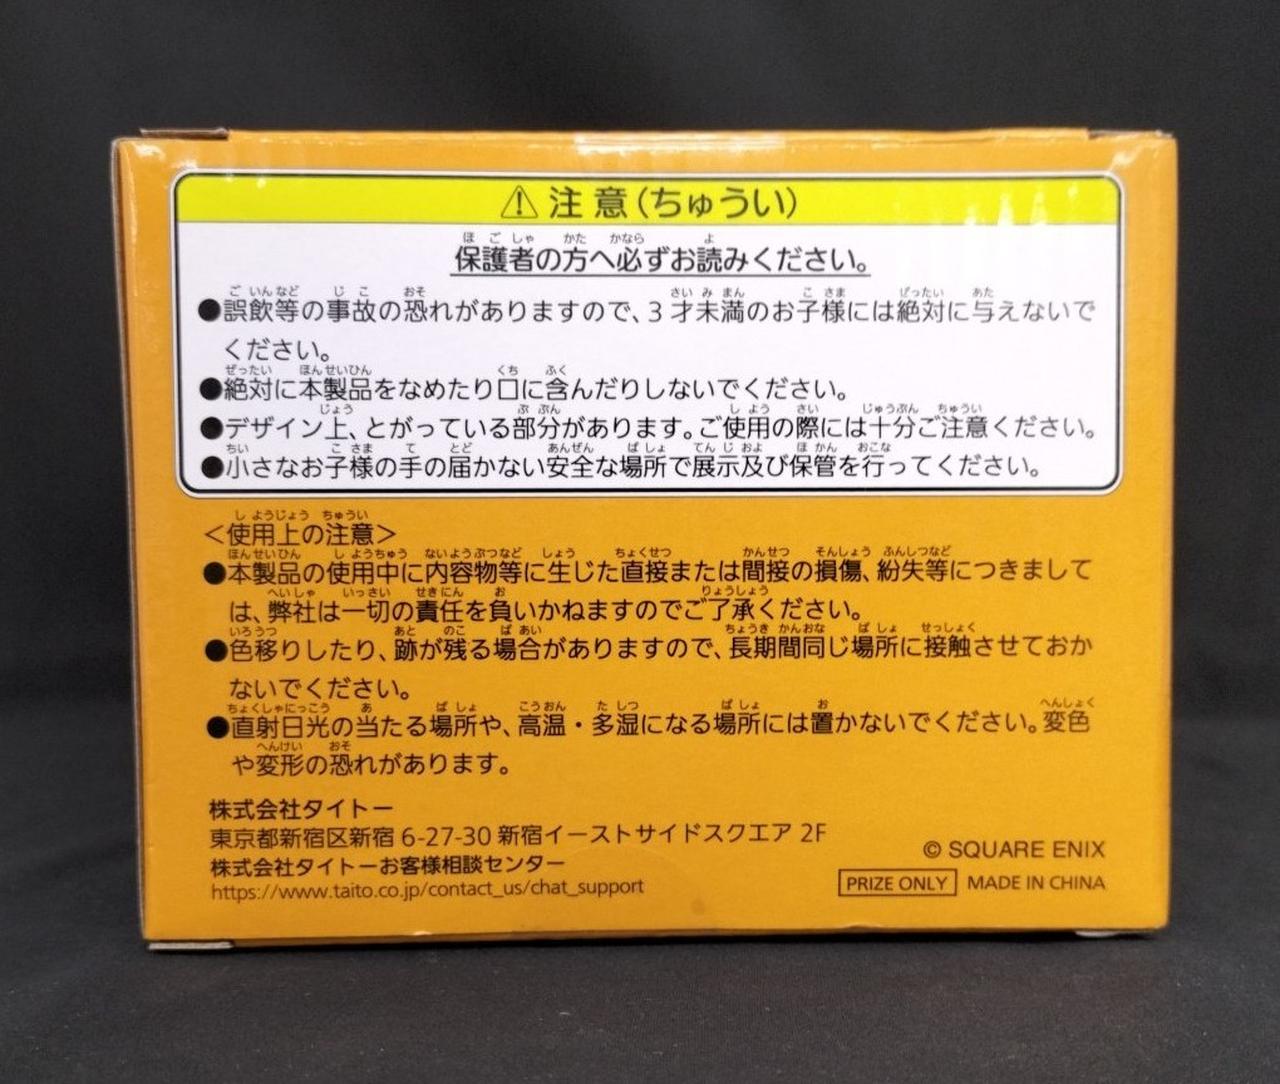 ⚠ 注意(ちゅうい)
保護者の方へ必ずお読みください。
●誤飲等の事故の恐れがありますので、3才未満のお子様には絶対に与えないで
ください。
●絶対に本製品をなめたり口に含んだりしないでください。
●デザイン上、とがっている部分があります。ご使用の際には十分ご注意ください。
●小さなお子様の手の届かない安全な場所で展示及び保管を行ってください。
<使用上の注意>
●本製品の使用中に内容物等に生じた直接または間接の損傷、紛失等につきまして
は、弊社は一切の責任を負いかねますのでご了承ください。
●色移りしたり、跡が残る場合がありますので、長期間同じ場所に接触させておか
ないでください。
●直射日光の当たる場所や、高温・多湿になる場所には置かないでください。変色
や変形の恐れがあります。
株式会社タイトー
東京都新宿区新宿 6-27-30 新宿イーストサイドスクエア 2F
株式会社タイトーお客様相談センター
https://www.taito.co.jp/contact_us/chat_support
© SQUARE ENIX
PRIZE ONLY MADE IN CHINA